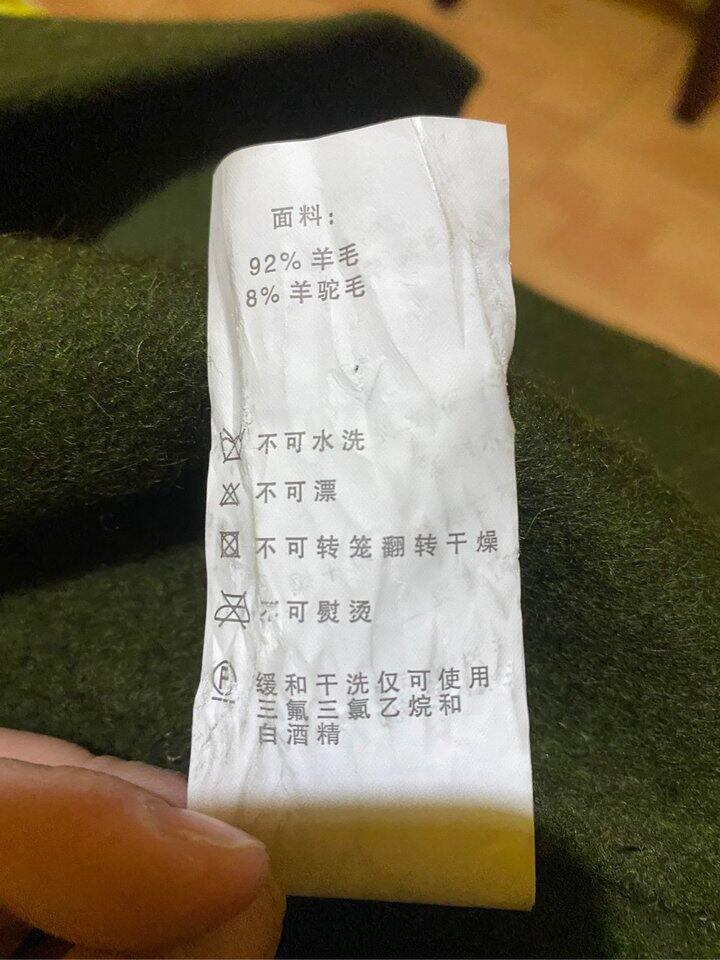 面料:
92% 羊毛
8% 羊驼毛
不可水洗
不可漂
不可转笼翻转干燥
不可熨烫
F 缓和干洗仅可使用
三氟三氯乙烷和
白酒精